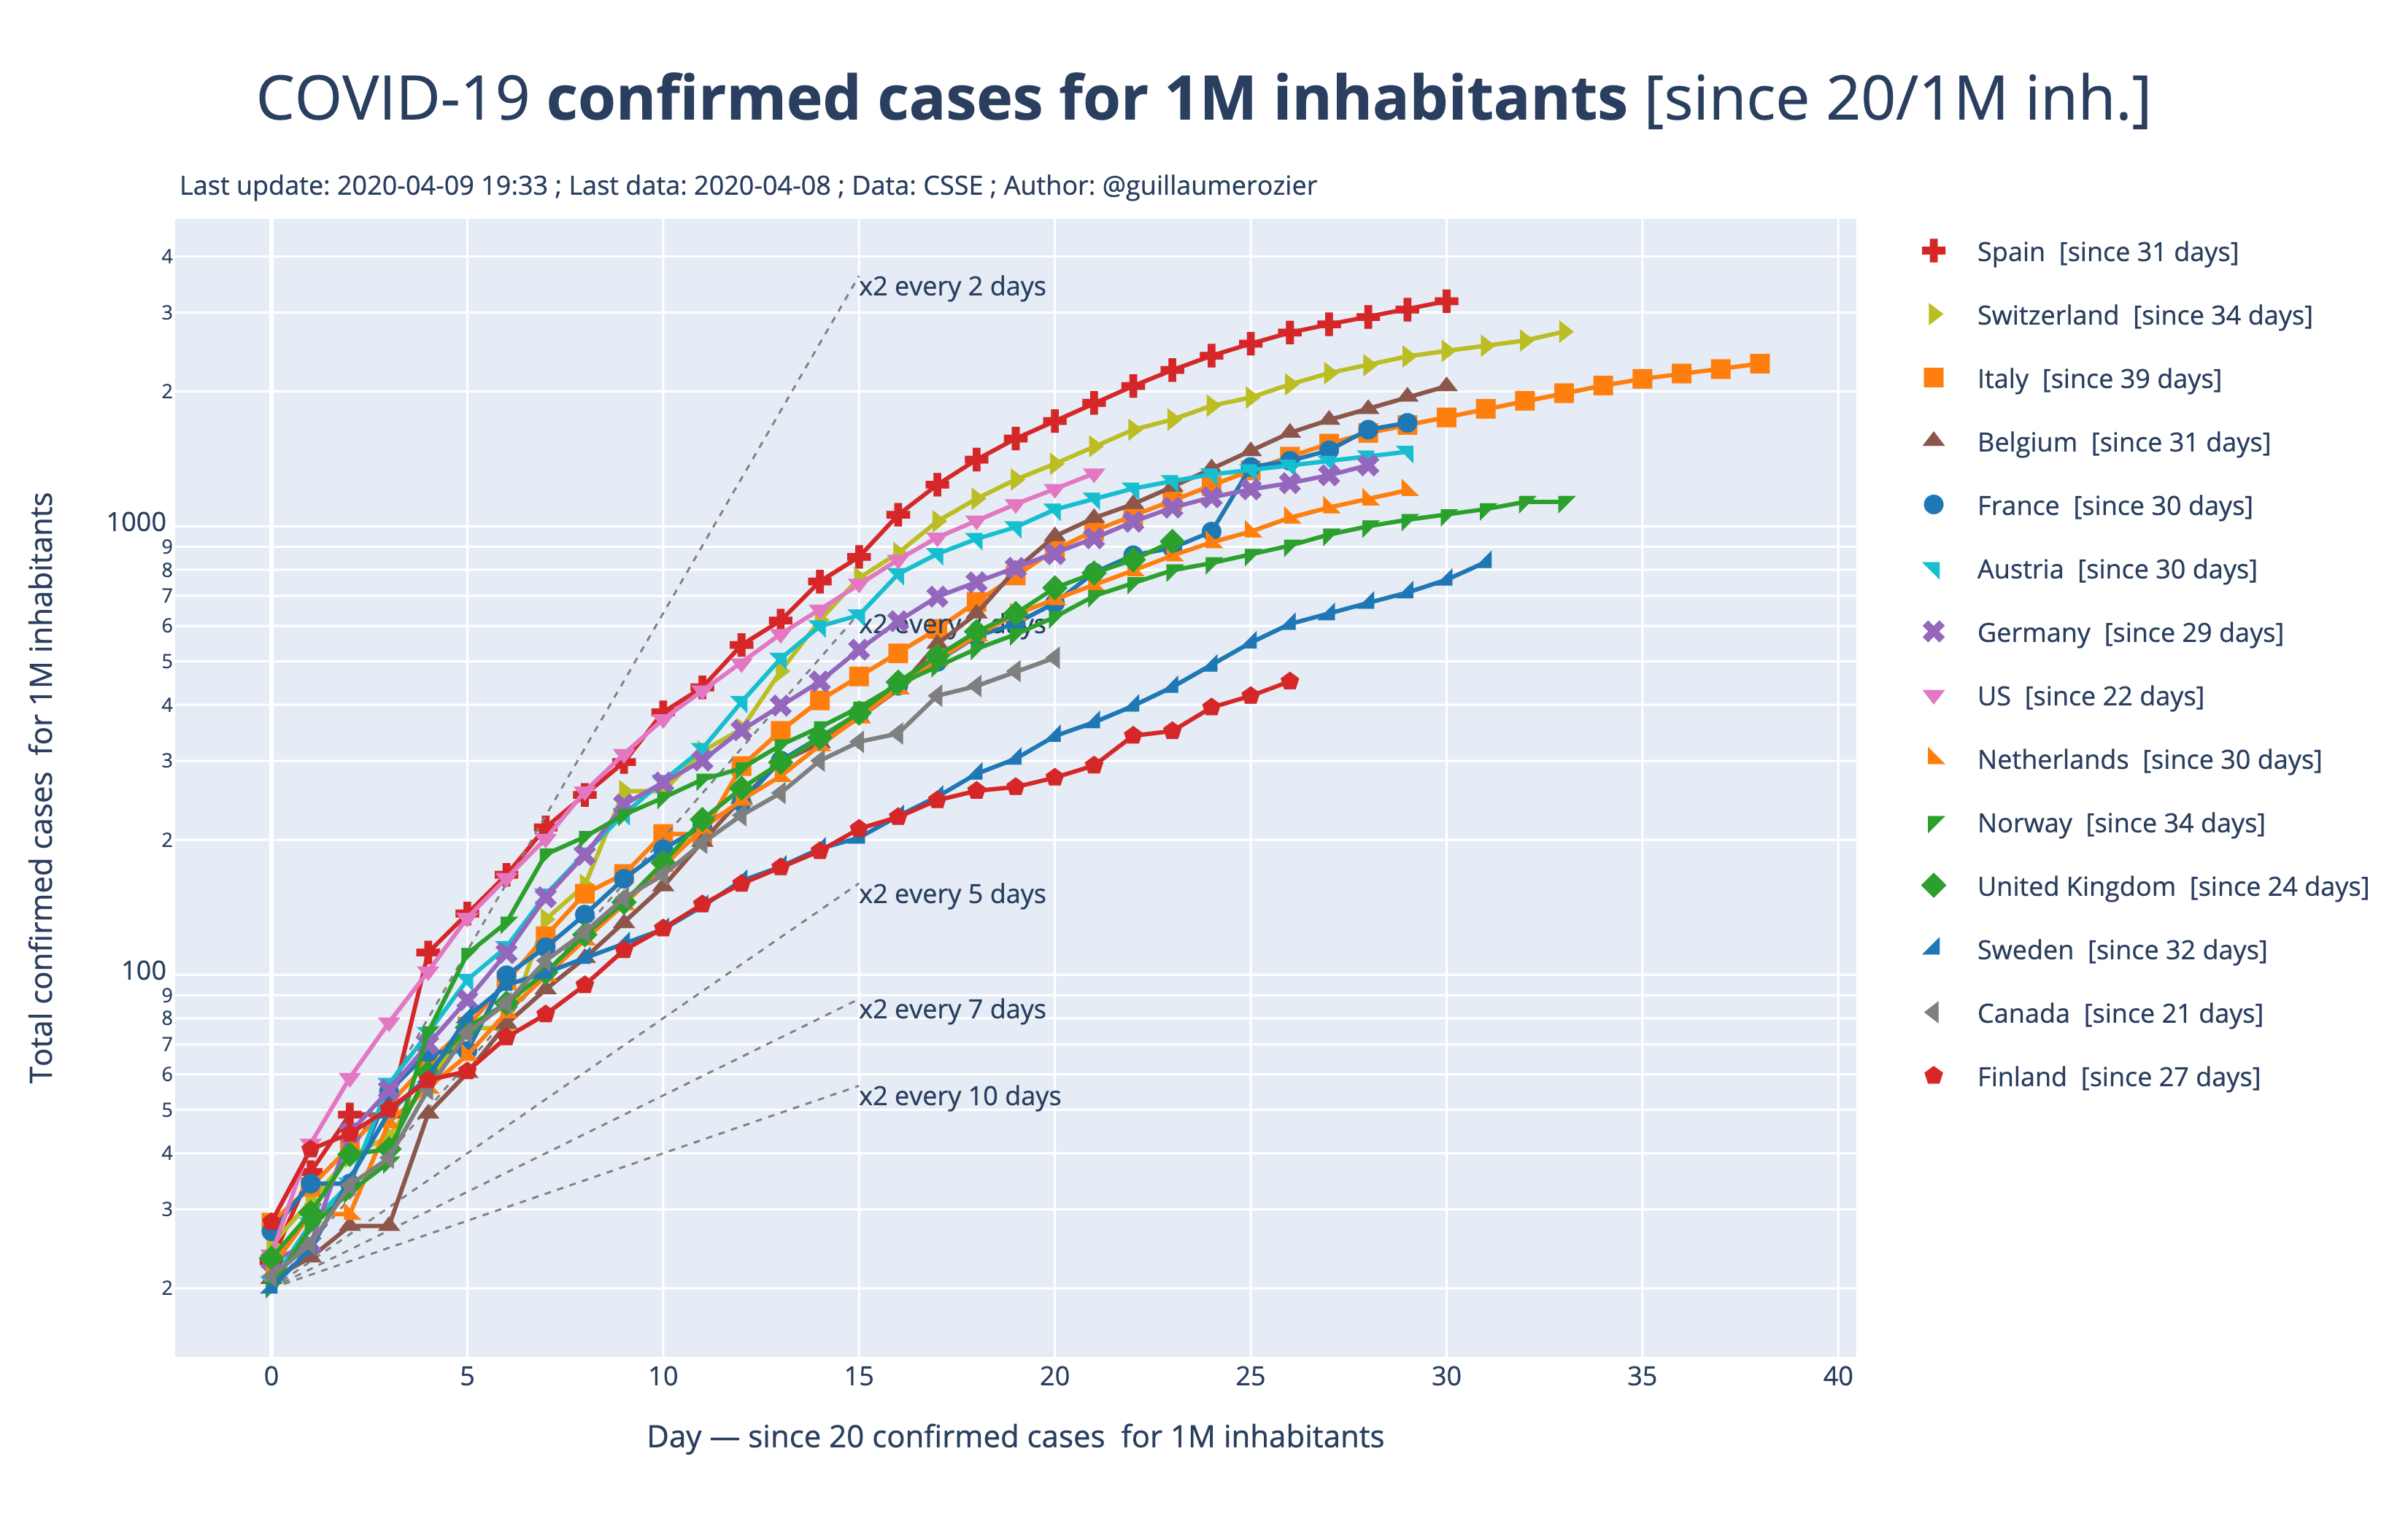 COVID-19 confirmed cases for 1M inhabitants [since 20/1M inh.]
Last update: 2020-04-09 19:33 ; Last data: 2020-04-08 ; Data: CSSE ; Author: @guillaumerozier
4
3
2
1000
9
8
7
6
5
4
3
2
100
9
8
7
6
5
4
3
2
Total confirmed cases for 1M inhabitants
x2 every 2 days
x2 every days
x2 every 5 days
x2 every 7 days
x2 every 10 days
0 5 10 15 20 25 30 35 40
Day — since 20 confirmed cases for 1M inhabitants
Spain [since 31 days]
Switzerland [since 34 days]
Italy [since 39 days]
Belgium [since 31 days]
France [since 30 days]
Austria [since 30 days]
Germany [since 29 days]
US [since 22 days]
Netherlands [since 30 days]
Norway [since 34 days]
United Kingdom [since 24 days]
Sweden [since 32 days]
Canada [since 21 days]
Finland [since 27 days]